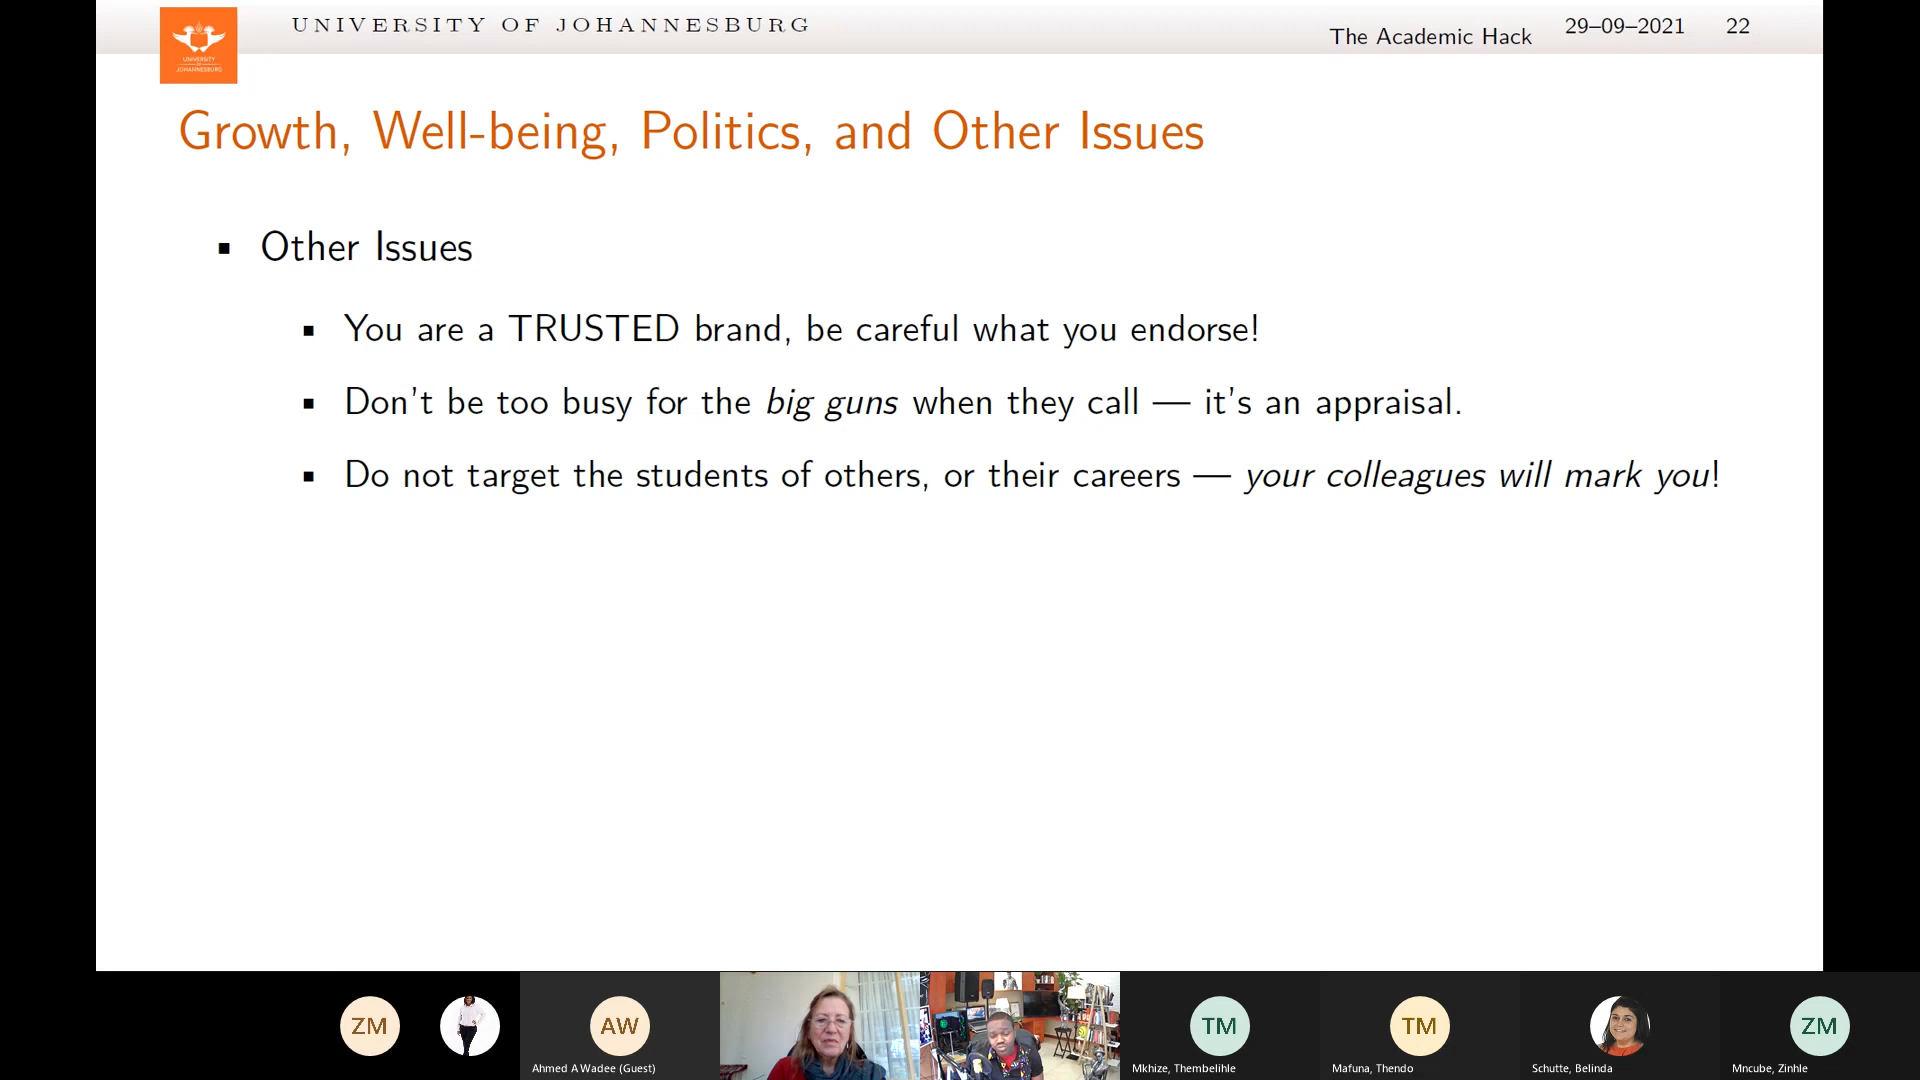 UNIVERSITY OF JOHANNESBURG
The Academic Hack
29–09–2021
22
UNIVERSITY
OF
JOHANNESBURG
Growth, Well-being, Politics, and Other Issues
Other Issues
You are a TRUSTED brand, be careful what you endorse!
Don't be too busy for the big guns when they call — it's an appraisal.
Do not target the students of others, or their careers — your colleagues will mark you!
ZM
AW
TM
TM
ZM
Ahmed A Wadee (Guest)
Mkhize, Thembelihle
Mafuna, Thendo
Schutte, Belinda
Mncube, Zinhle